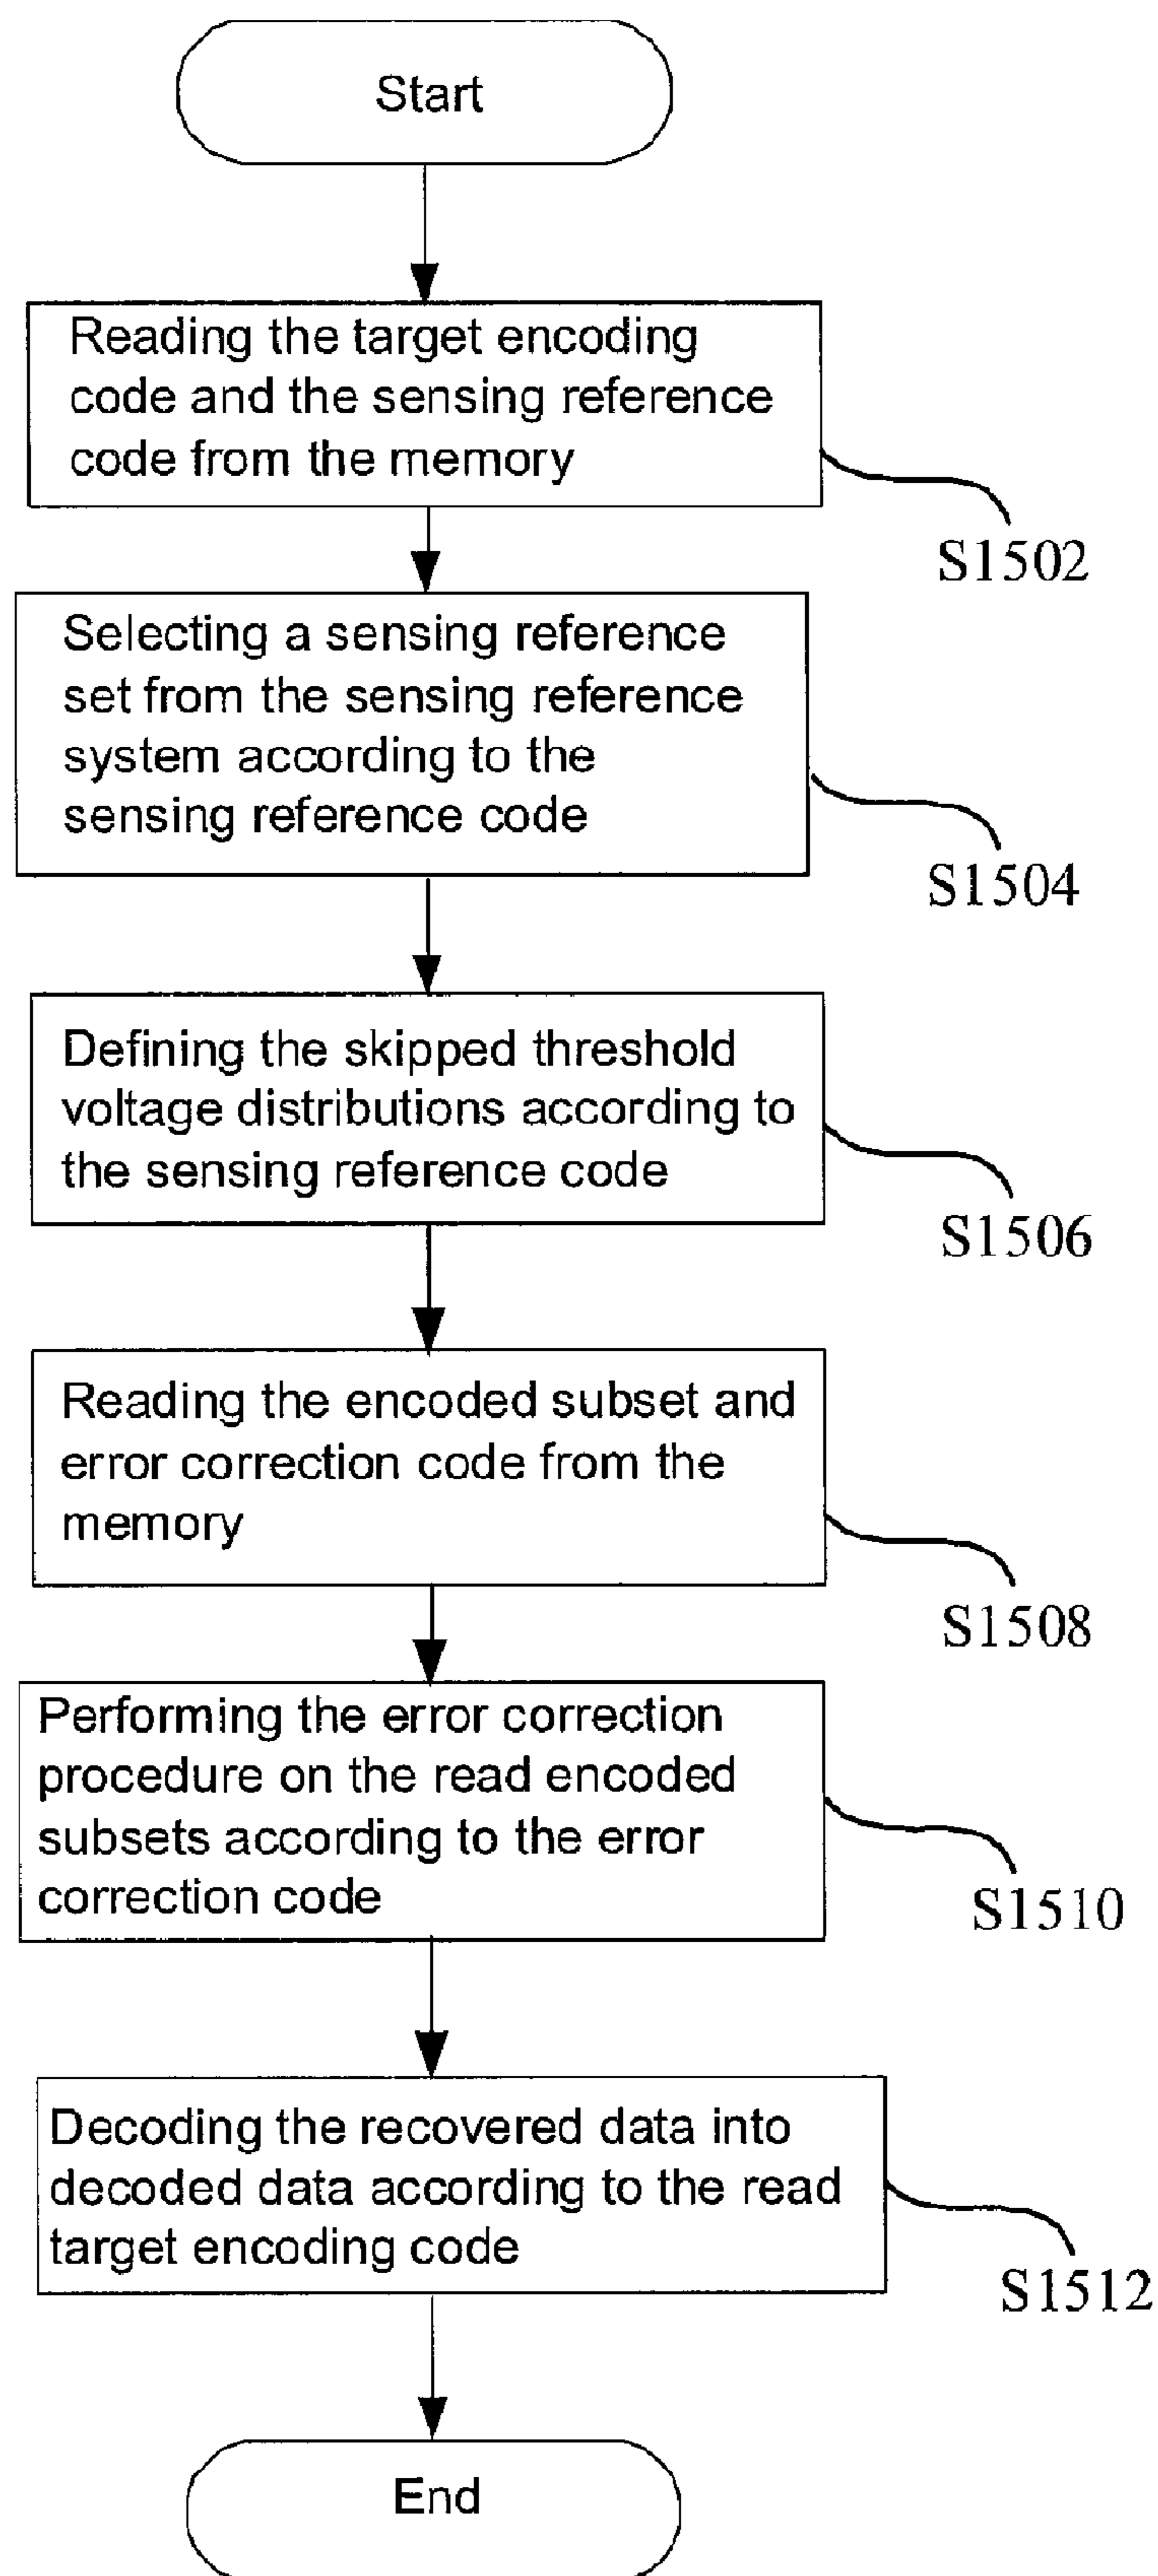 Start
Reading the target encoding
code and the sensing reference
code from the memory
S1502
Selecting a sensing reference
set from the sensing reference
system according to the
sensing reference code
S1504
Defining the skipped threshold
voltage distributions according to
the sensing reference code
S1506
Reading the encoded subset and
error correction code from the
memory
S1508
Performing the error correction
procedure on the read encoded
subsets according to the error
correction code
S1510
Decoding the recovered data into
decoded data according to the read
target encoding code
S1512
End